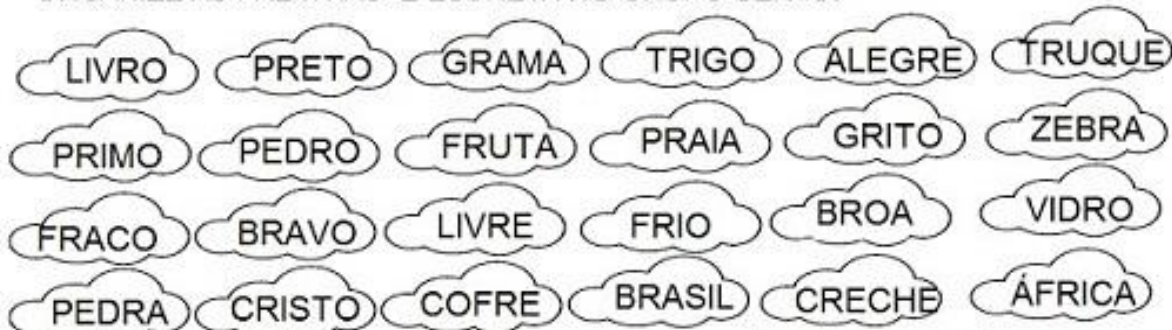 LIVRO PRETO GRAMA TRIGO ALEGRE TRUQUE
PRIMO PEDRO FRUTA PRAIA GRITO ZEBRA
FRACO BRAVO LIVRE FRIO BROA VIDRO
PEDRA CRISTO COFRE BRASIL CRECHE ÁFRICA